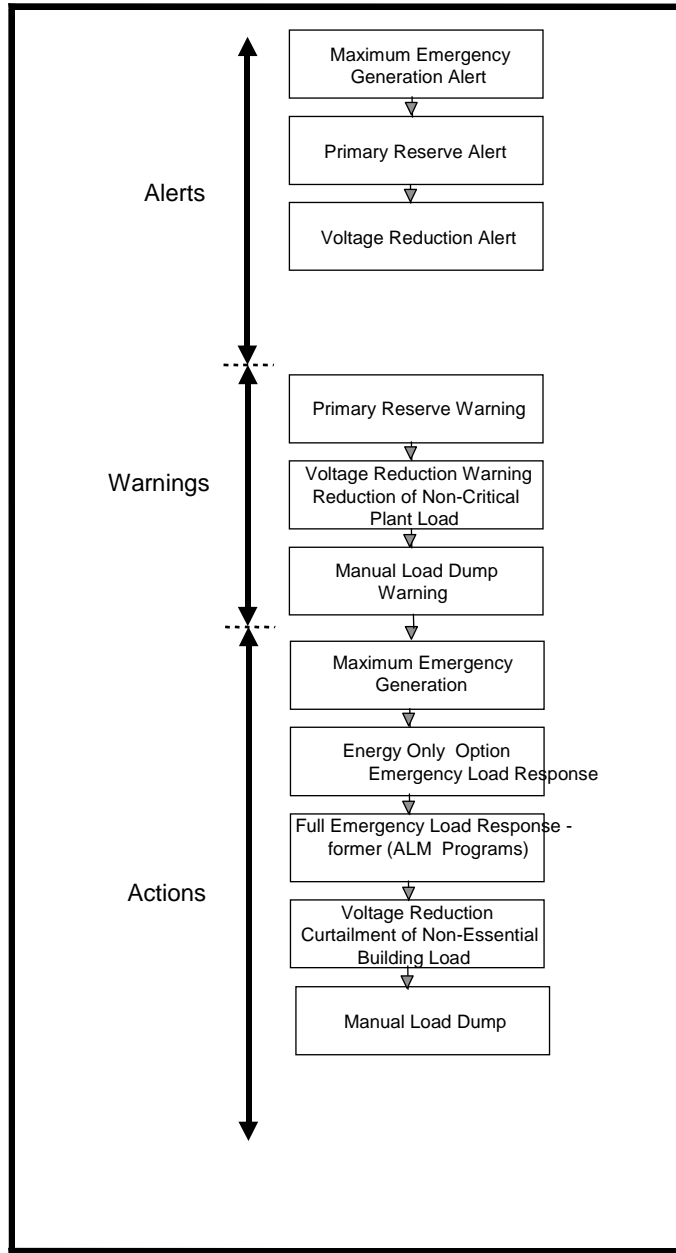 Maximum Emergency
Generation Alert
Primary Reserve Alert
Alerts
Voltage Reduction Alert
Primary Reserve Warning
Warnings
Voltage Reduction Warning
Reduction of Non-Critical
Plant Load
Manual Load Dump
Warning
Maximum Emergency
Generation
Energy Only Option
Emergency Load Response
Full Emergency Load Response -
former (ALM Programs)
Actions
Voltage Reduction
Curtailment of Non-Essential
Building Load
Manual Load Dump